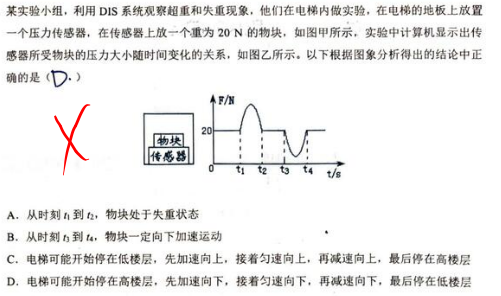 某实验小组，利用 DIS 系统观察超重和失重现象，他们在电梯内做实验，在电梯的地板上放置
一个压力传感器，在传感器上放一个重为 20 N 的物块，如图甲所示，实验中计算机显示出传
感器所受物块的压力大小随时间变化的关系，如图乙所示。以下根据图象分析得出的结论中正
确的是（D.）
F/N
20
物块
传感器
0 t₁ t₂ t₃ t₄ t/s
A．从时刻 t₁ 到 t₂，物块处于失重状态
B．从时刻 t₃ 到 t₄，物块一定向下加速运动
C．电梯可能开始停在低楼层，先加速向上，接着匀速向上，再减速向上，最后停在高楼层
D．电梯可能开始停在高楼层，先加速向下，接着匀速向下，再减速向下，最后停在低楼层